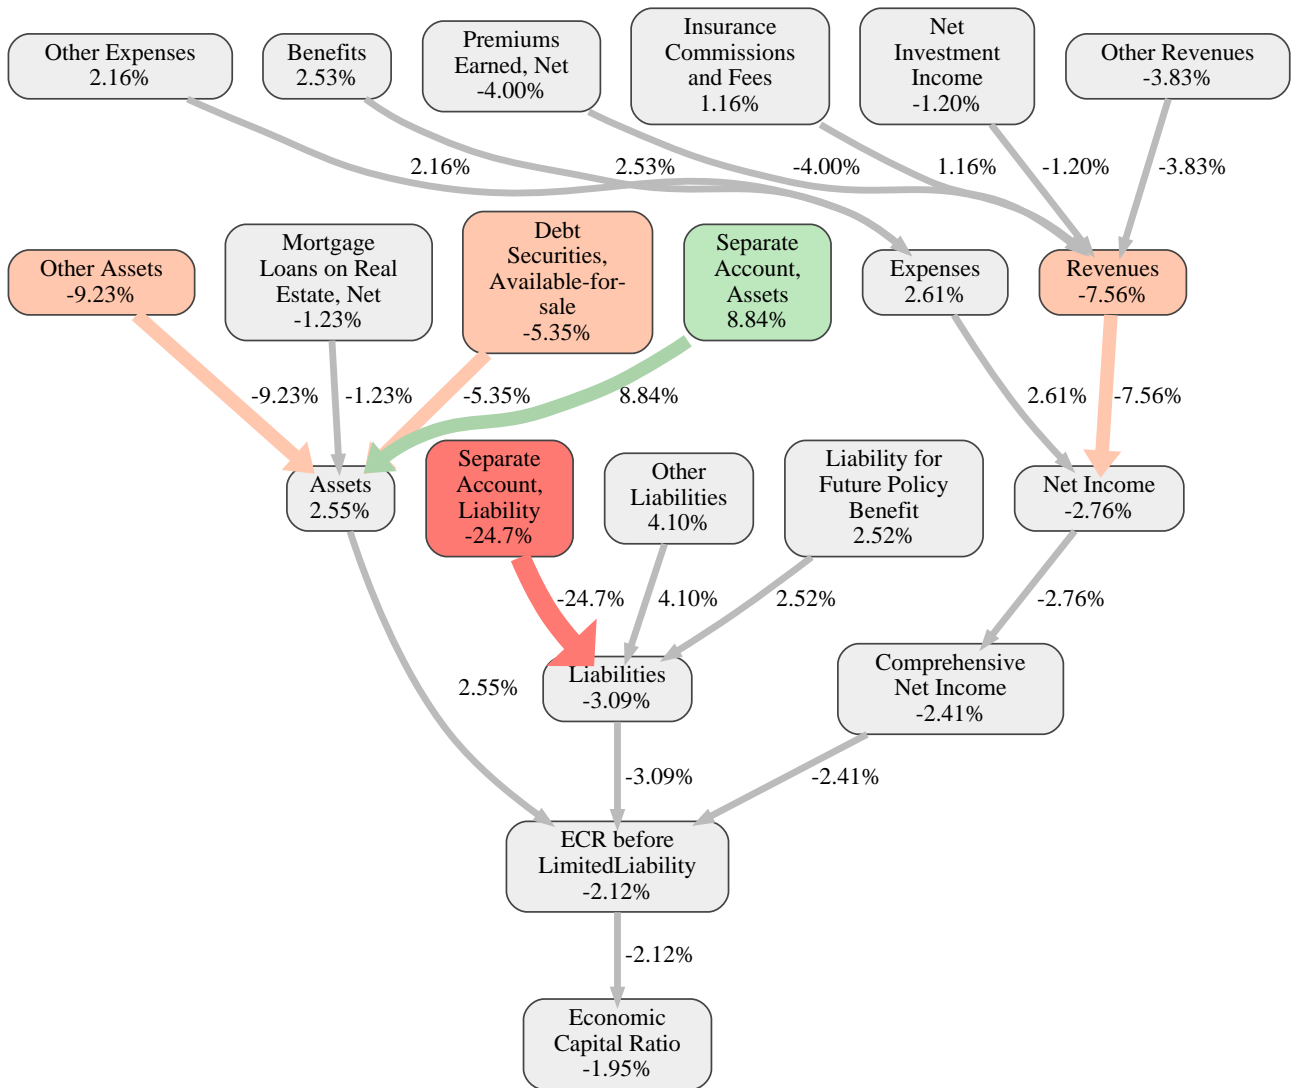 Other Expenses
2.16%
Benefits
2.53%
Premiums
Earned, Net
-4.00%
Insurance
Commissions
and Fees
1.16%
Net
Investment
Income
-1.20%
Other Revenues
-3.83%
2.16%
2.53%
-4.00%
1.16%
-1.20%
-3.83%
Other Assets
-9.23%
Mortgage
Loans on Real
Estate, Net
-1.23%
Debt
Securities,
Available-for-
sale
-5.35%
Separate
Account,
Assets
8.84%
Expenses
2.61%
Revenues
-7.56%
-9.23%
-1.23%
-5.35%
8.84%
2.61%
-7.56%
Assets
2.55%
Separate
Account,
Liability
-24.7%
Other
Liabilities
4.10%
Liability for
Future Policy
Benefit
2.52%
Net Income
-2.76%
-24.7%
4.10%
2.52%
-2.76%
2.55%
Liabilities
-3.09%
Comprehensive
Net Income
-2.41%
-3.09%
-2.41%
ECR before
LimitedLiability
-2.12%
-2.12%
Economic
Capital Ratio
-1.95%